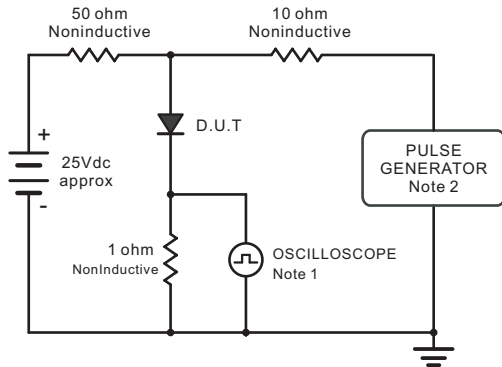 50 ohm
Noninductive
10 ohm
Noninductive
D.U.T
+
25Vdc
approx
-
PULSE
GENERATOR
Note 2
1 ohm
NonInductive
OSCILLOSCOPE
Note 1